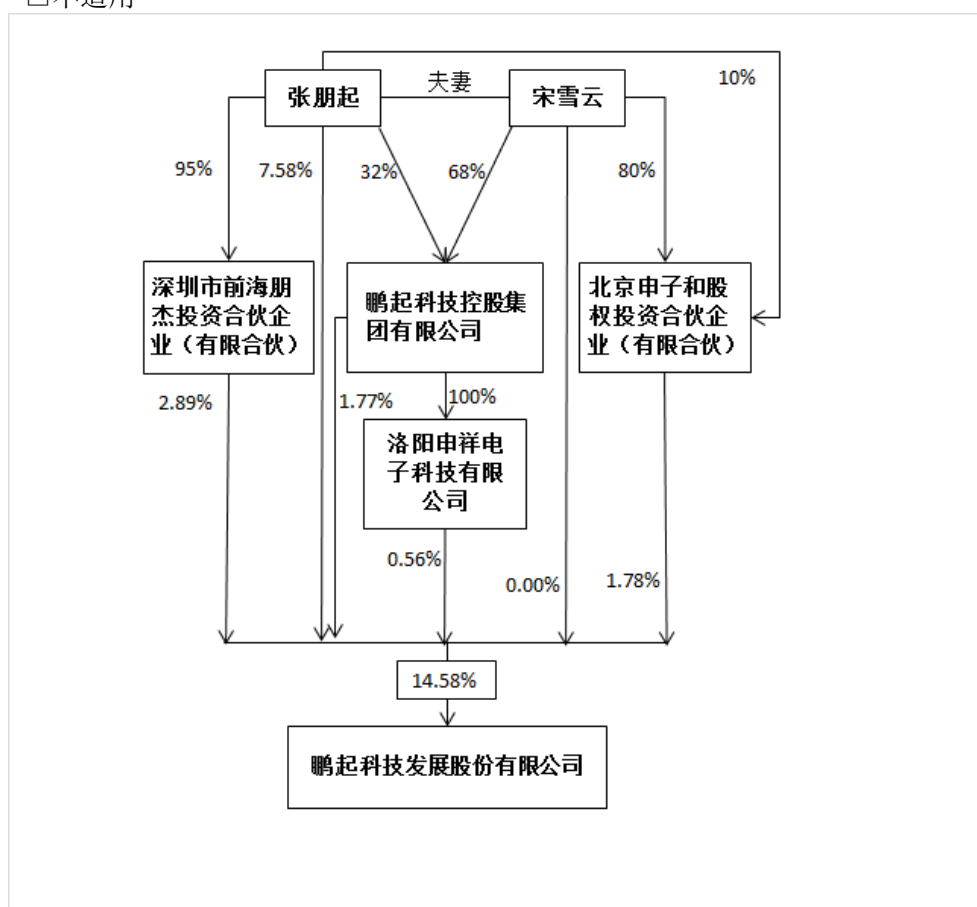 □不适用
10%
夫妻
张朋起
宋雪云
95%
7.58%
32%
68%
80%
深圳市前海朋
杰投资合伙企
业（有限合伙）
鹏起科技控股集
团有限公司
北京申子和股
权投资合伙企
业（有限合伙）
2.89%
1.77%
100%
洛阳申祥电
子科技有限
公司
0.56%
0.00%
1.78%
14.58%
鹏起科技发展股份有限公司